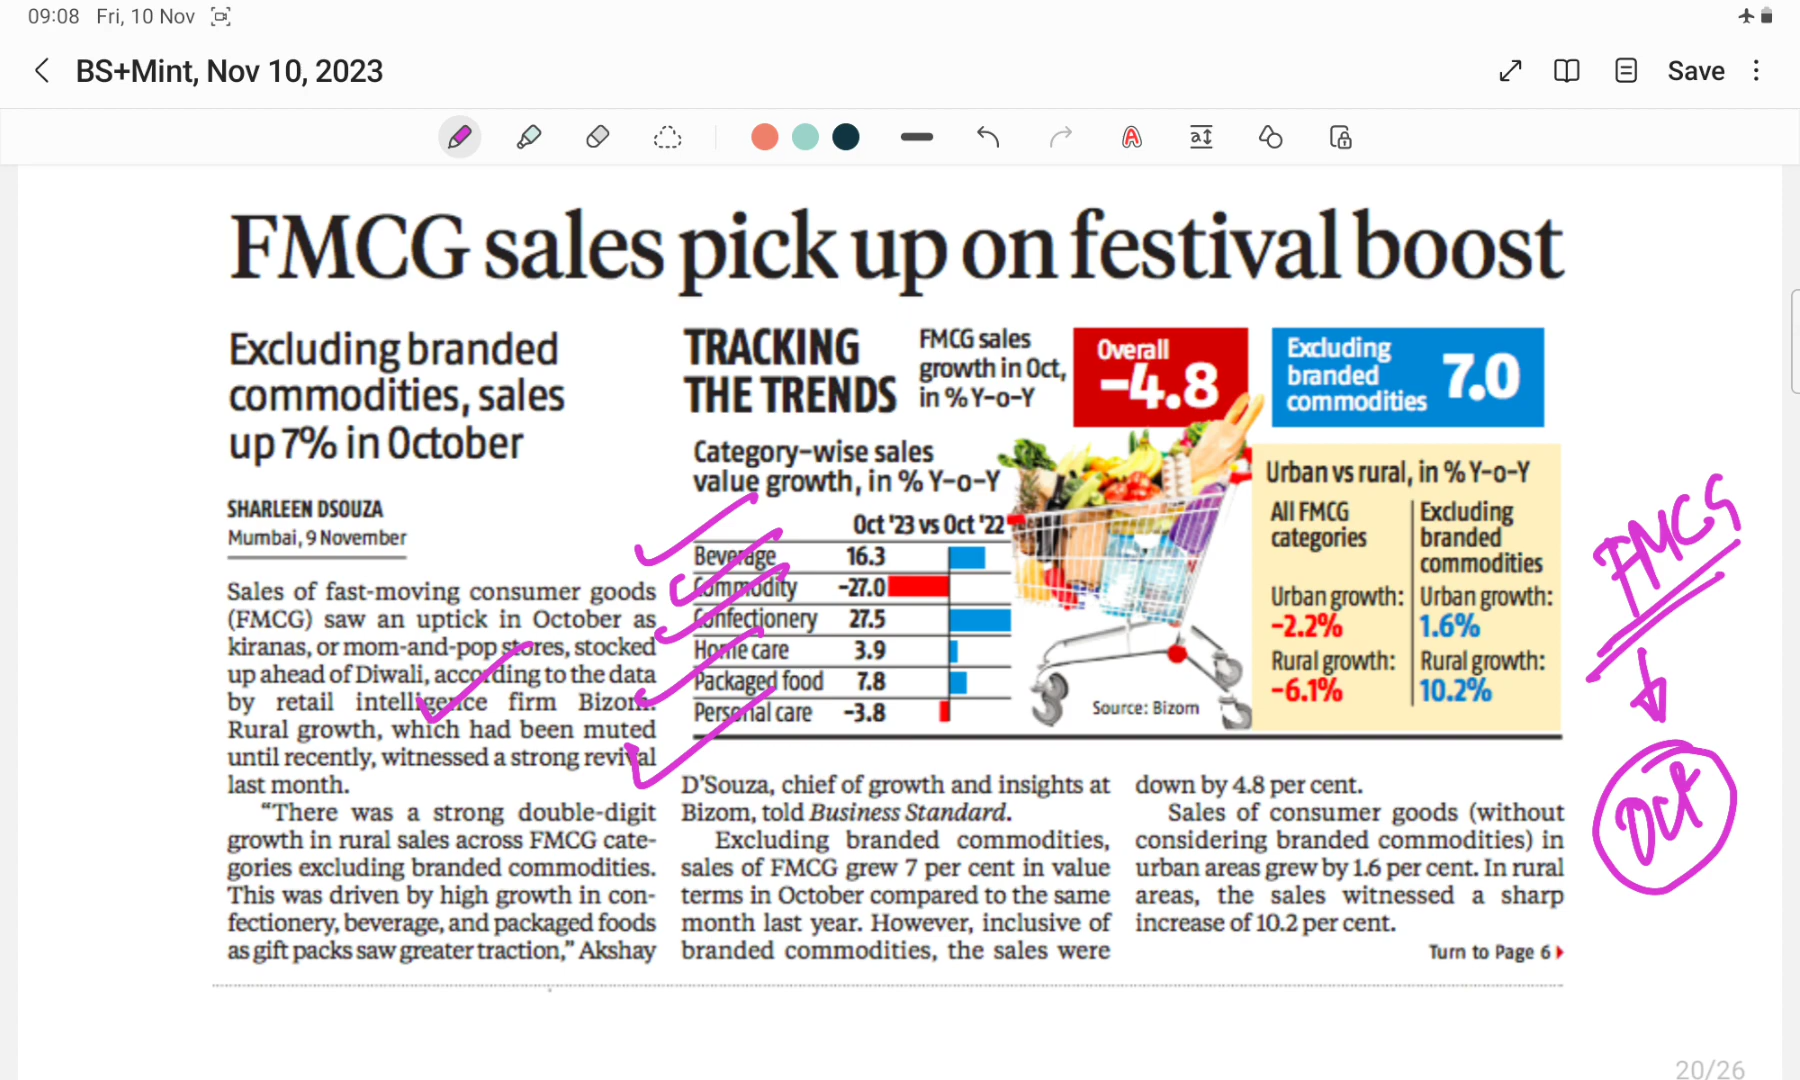 09:08 Fri, 10 Nov
BS+Mint, Nov 10, 2023
Save
FMCG sales pick up on festival boost
Excluding branded
commodities, sales
up 7% in October
SHARLEEN DSOUZA
Mumbai, 9 November
Sales of fast-moving consumer goods
(FMCG) saw an uptick in October as
kiranas, or mom-and-pop stores, stocked
up ahead of Diwali, according to the data
by retail intelligence firm Bizom.
Rural growth, which had been muted
until recently, witnessed a strong revival
last month.
“There was a strong double-digit
growth in rural sales across FMCG cate-
gories excluding branded commodities.
This was driven by high growth in con-
fectionery, beverage, and packaged foods
as gift packs saw greater traction,” Akshay
TRACKING
THE TRENDS
FMCG sales
growth in Oct,
in % Y-o-Y
Overall
-4.8
Excluding
branded
commodities
7.0
Category-wise sales
value growth, in % Y-o-Y
Oct '23 vs Oct '22
Beverage 16.3
Commodity -27.0
Confectionery 27.5
Home care 3.9
Packaged food 7.8
Personal care -3.8
Source: Bizom
Urban vs rural, in % Y-o-Y
All FMCG
categories
Urban growth:
-2.2%
Rural growth:
-6.1%
Excluding
branded
commodities
Urban growth:
1.6%
Rural growth:
10.2%
D’Souza, chief of growth and insights at
Bizom, told Business Standard.
Excluding branded commodities,
sales of FMCG grew 7 per cent in value
terms in October compared to the same
month last year. However, inclusive of
branded commodities, the sales were
down by 4.8 per cent.
Sales of consumer goods (without
considering branded commodities) in
urban areas grew by 1.6 per cent. In rural
areas, the sales witnessed a sharp
increase of 10.2 per cent.
Turn to Page 6
FMCG
Oct
20/26